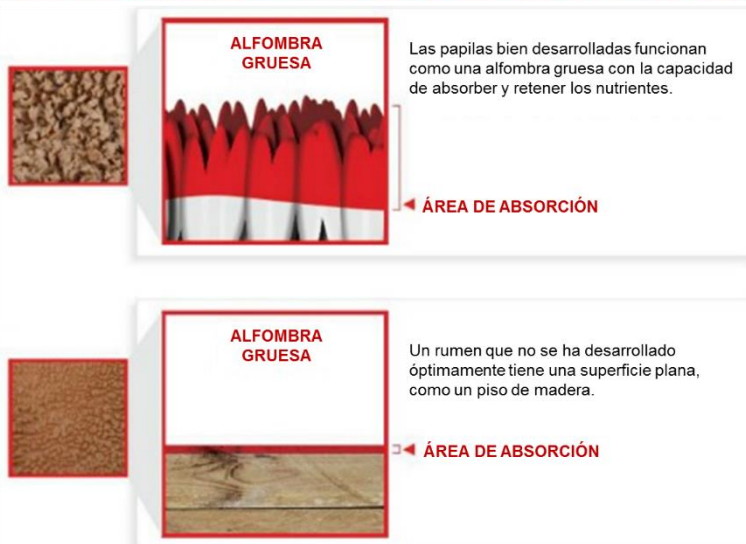 ALFOMBRA
GRUESA
Las papilas bien desarrolladas funcionan
como una alfombra gruesa con la capacidad
de absorber y retener los nutrientes.
ÁREA DE ABSORCIÓN
ALFOMBRA
GRUESA
Un rumen que no se ha desarrollado
óptimamente tiene una superficie plana,
como un piso de madera.
ÁREA DE ABSORCIÓN